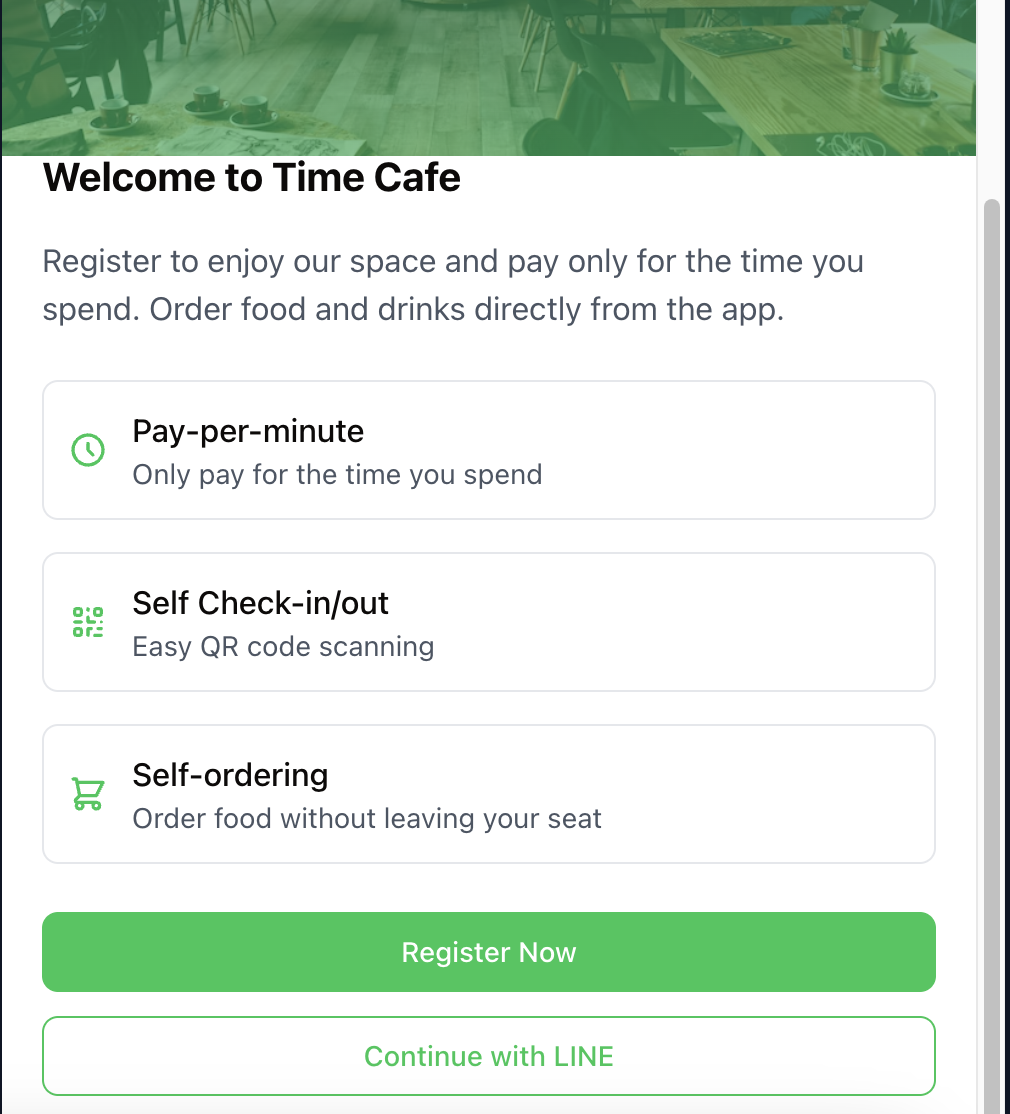 Welcome to Time Cafe
Register to enjoy our space and pay only for the time you
spend. Order food and drinks directly from the app.
Pay-per-minute
Only pay for the time you spend
Self Check-in/out
Easy QR code scanning
Self-ordering
Order food without leaving your seat
Register Now
Continue with LINE